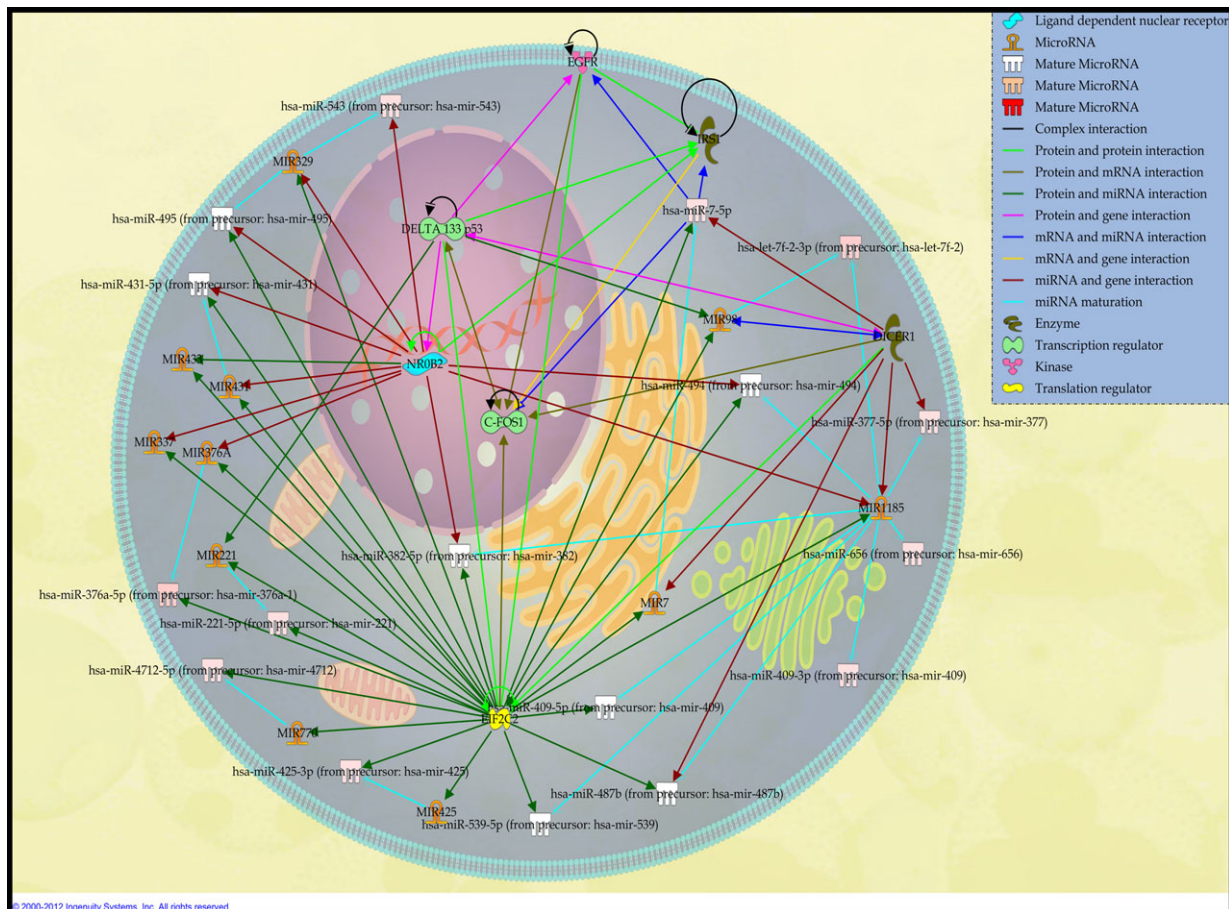 Ligand dependent nuclear receptor
MicroRNA
Mature MicroRNA
Mature MicroRNA
Mature MicroRNA
Complex interaction
Protein and protein interaction
Protein and mRNA interaction
Protein and miRNA interaction
Protein and gene interaction
mRNA and miRNA interaction
mRNA and gene interaction
miRNA and gene interaction
miRNA maturation
Enzyme
Transcription regulator
Kinase
Translation regulator
EGFR
hsa-miR-543 (from precursor: hsa-mir-543)
IRS1
MIR329
hsa-miR-7-5p
hsa-miR-495 (from precursor: hsa-mir-495)
DELTA 133 p53
hsa-let-7f-2-3p (from precursor: hsa-let-7f-2)
hsa-miR-431-5p (from precursor: hsa-mir-431)
MIR98
DICER1
MIR433
NR0B2
MIR431
hsa-miR-494 (from precursor: hsa-mir-494)
C-FOS1
hsa-miR-377-5p (from precursor: hsa-mir-377)
MIR337
MIR376A
MIR1185
MIR221
hsa-miR-382-5p (from precursor: hsa-mir-382)
hsa-miR-656 (from precursor: hsa-mir-656)
hsa-miR-376a-5p (from precursor: hsa-mir-376a-1)
MIR7
hsa-miR-221-5p (from precursor: hsa-mir-221)
hsa-miR-4712-5p (from precursor: hsa-mir-4712)
hsa-miR-409-3p (from precursor: hsa-mir-409)
hsa-miR-409-5p (from precursor: hsa-mir-409)
EIF2C2
MIR770
hsa-miR-425-3p (from precursor: hsa-mir-425)
hsa-miR-487b (from precursor: hsa-mir-487b)
MIR425
hsa-miR-539-5p (from precursor: hsa-mir-539)
© 2000-2012 Ingenuity Systems, Inc. All rights reserved.